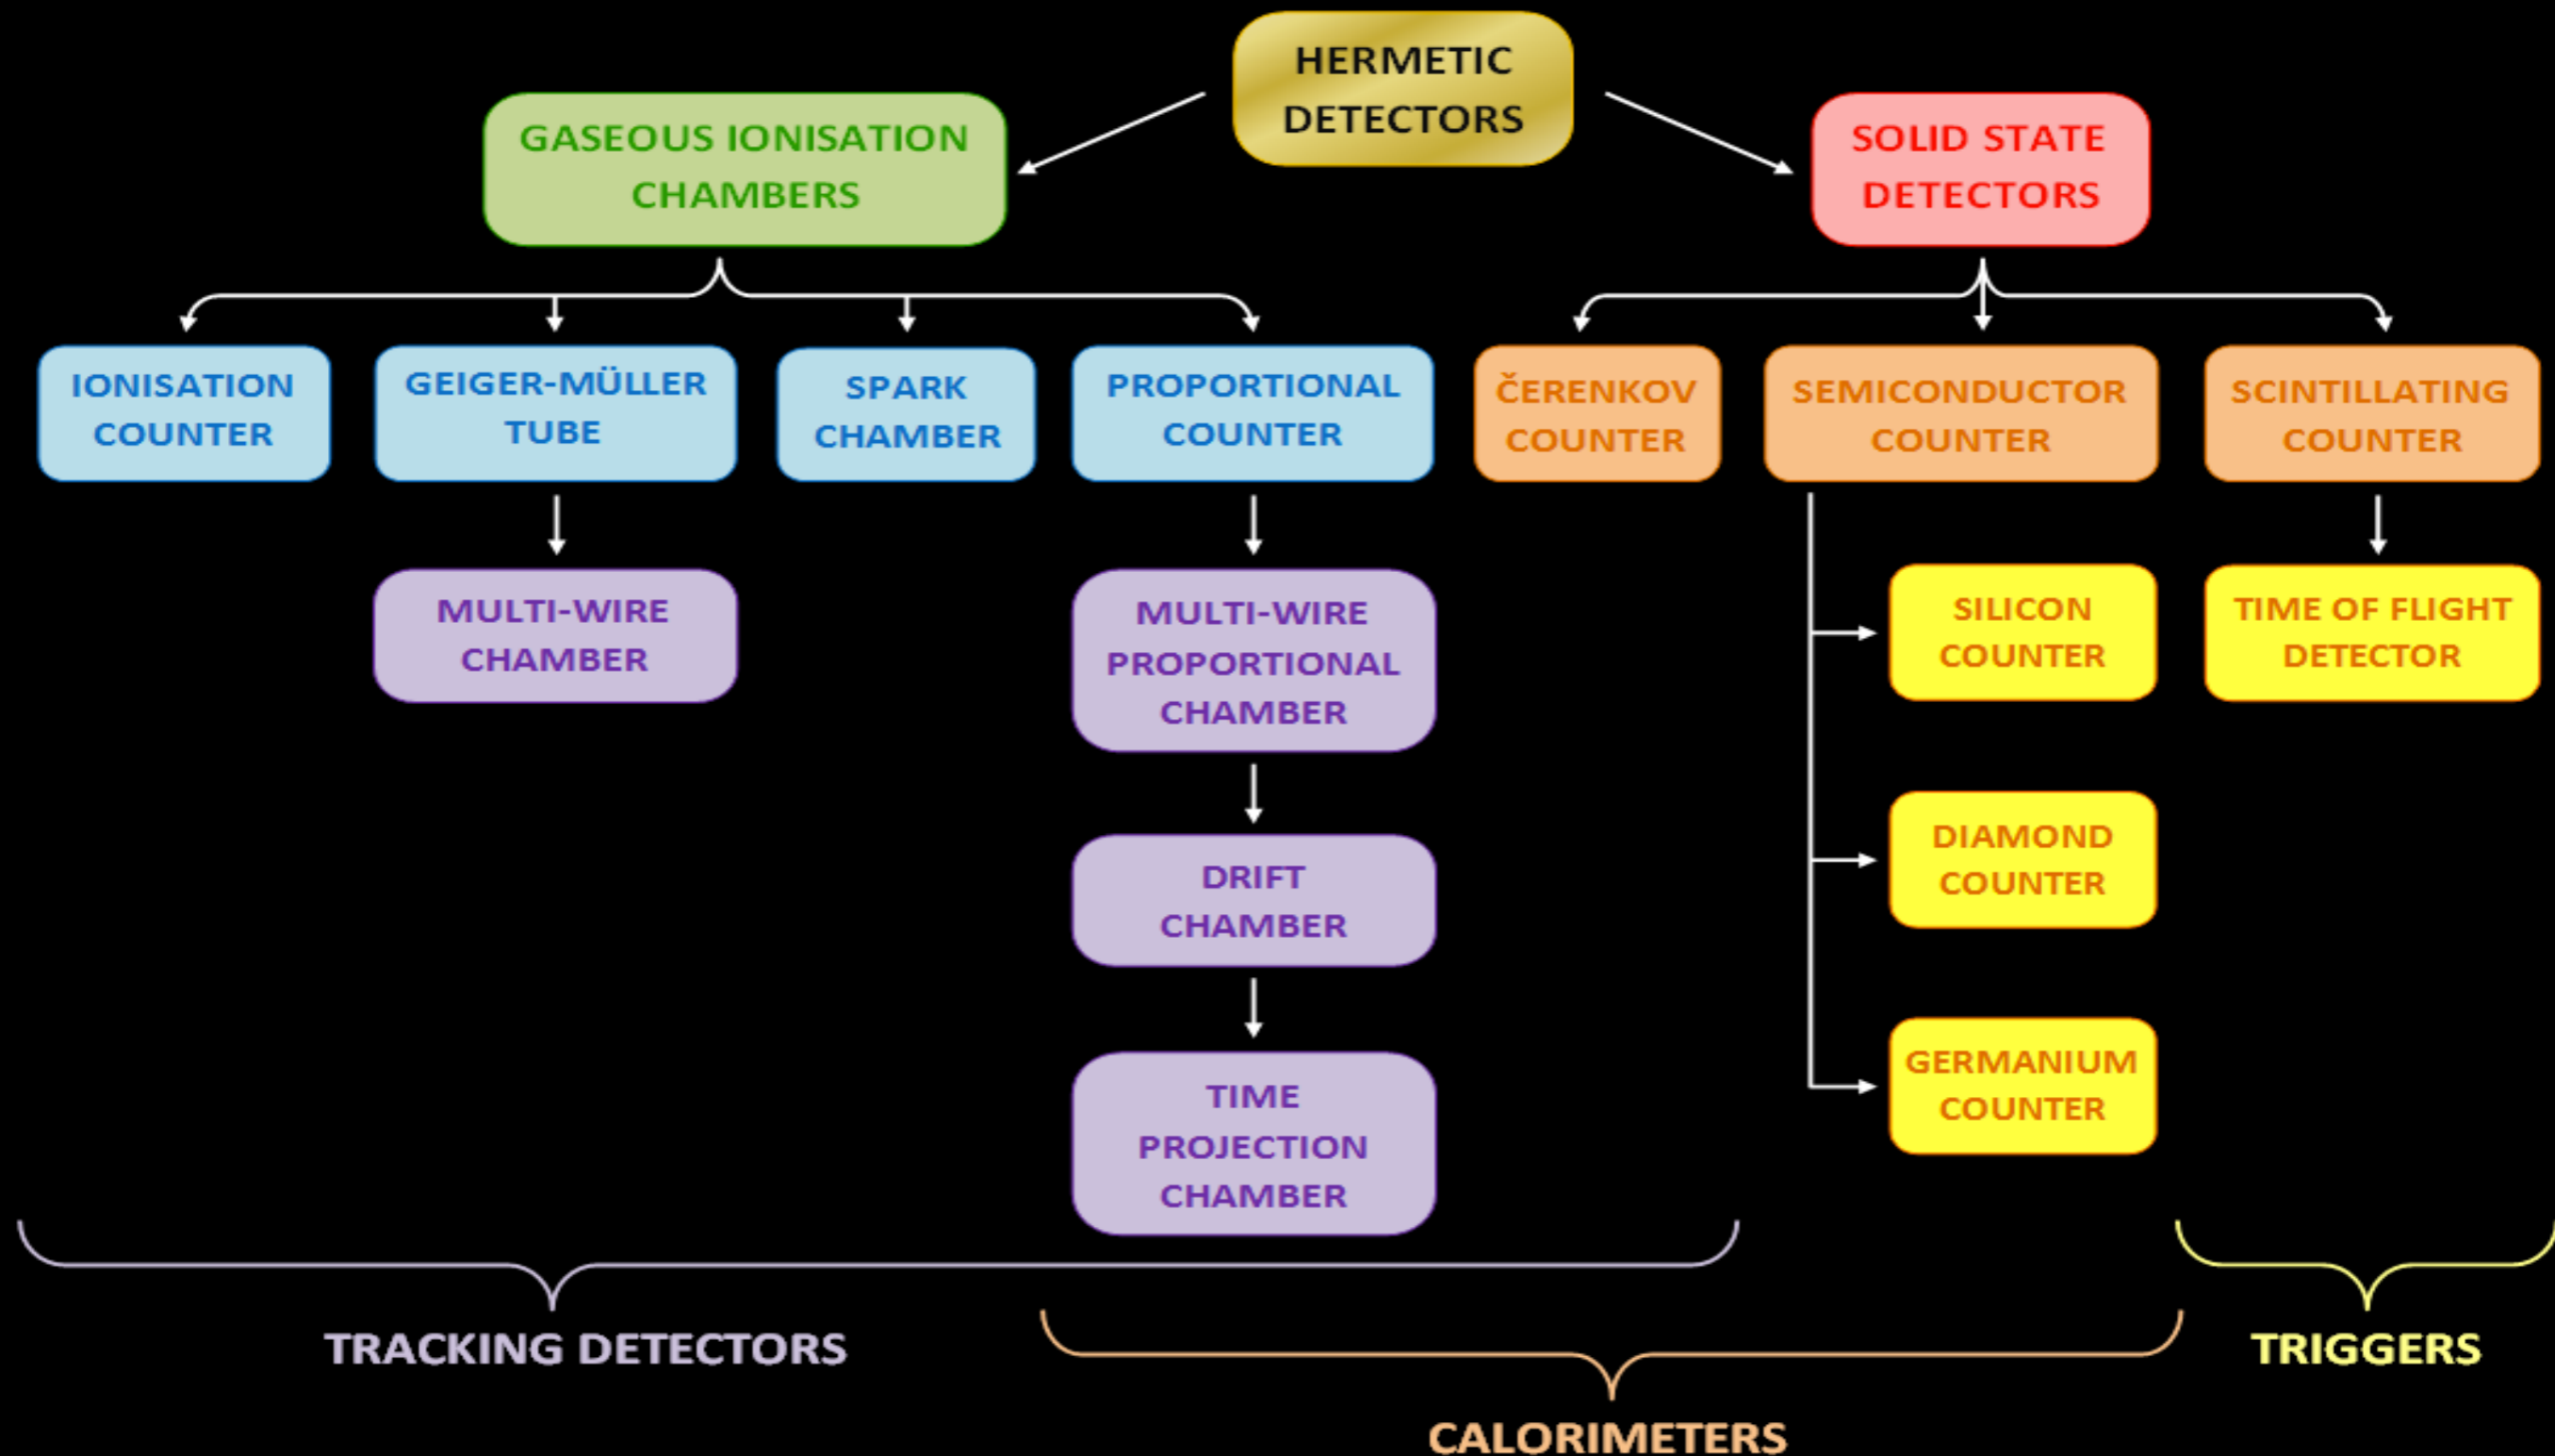 HERMETIC
DETECTORS
GASEOUS IONISATION
CHAMBERS
SOLID STATE
DETECTORS
IONISATION
COUNTER
GEIGER-MÜLLER
TUBE
SPARK
CHAMBER
PROPORTIONAL
COUNTER
ČERENKOV
COUNTER
SEMICONDUCTOR
COUNTER
SCINTILLATING
COUNTER
MULTI-WIRE
CHAMBER
MULTI-WIRE
PROPORTIONAL
CHAMBER
SILICON
COUNTER
TIME OF FLIGHT
DETECTOR
DRIFT
CHAMBER
DIAMOND
COUNTER
TIME
PROJECTION
CHAMBER
GERMANIUM
COUNTER
TRACKING DETECTORS
TRIGGERS
CALORIMETERS